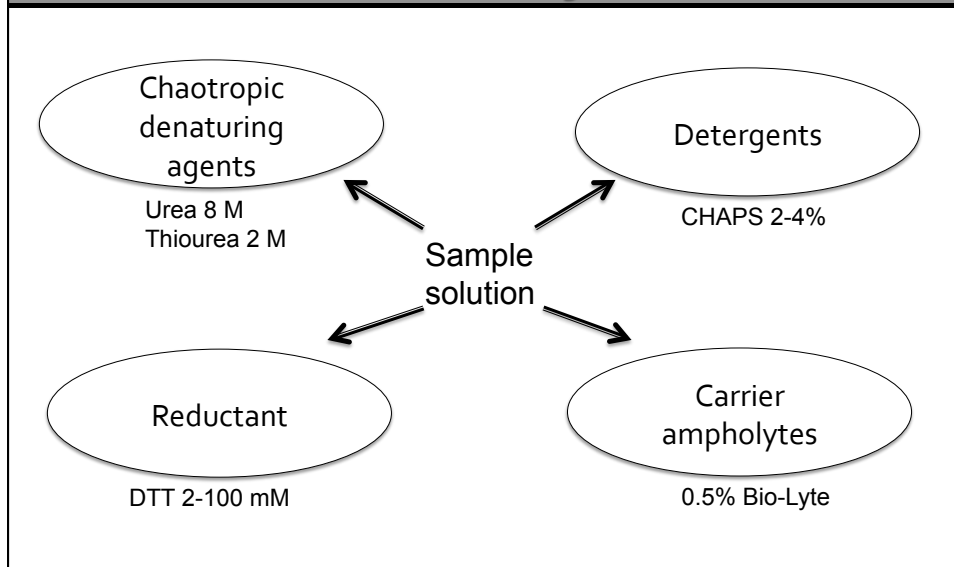 Chaotropic
denaturing
agents
Urea 8 M
Thiourea 2 M
Detergents
CHAPS 2-4%
Sample
solution
Reductant
DTT 2-100 mM
Carrier
ampholytes
0.5% Bio-Lyte